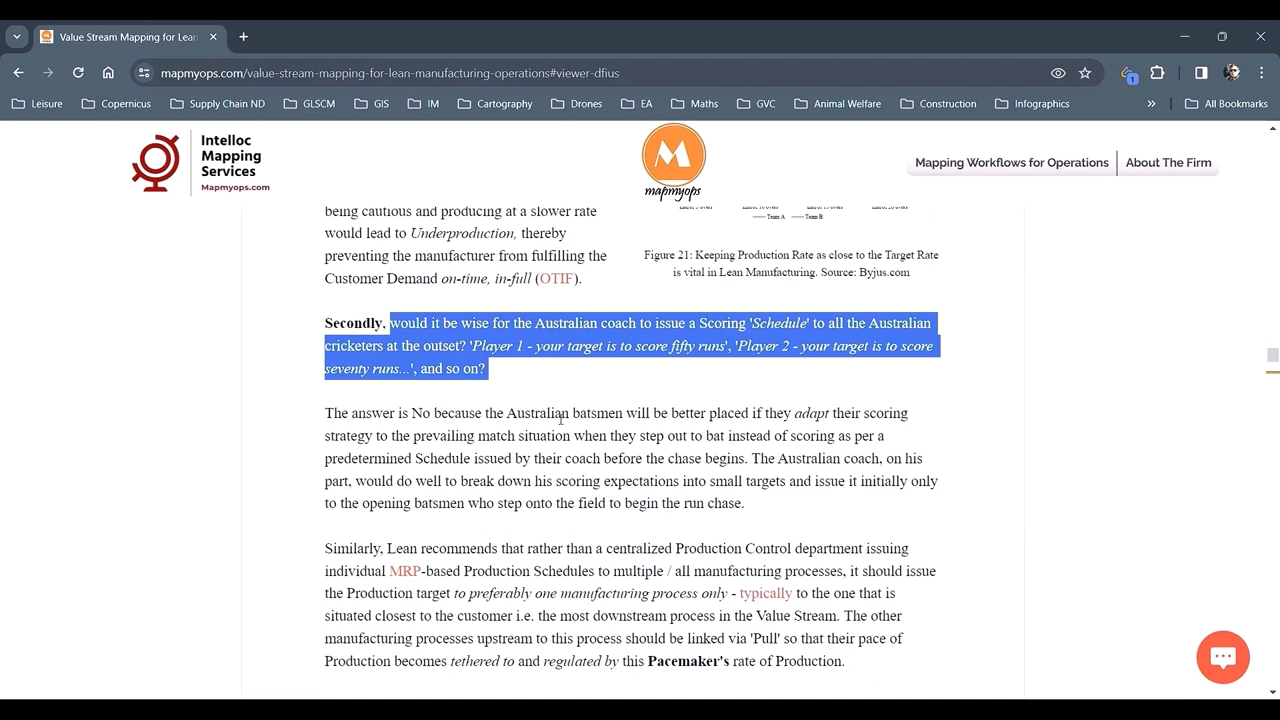 Value Stream Mapping for Lean
mapmyops.com/value-stream-mapping-for-lean-manufacturing-operations#viewer-dfius
1
Leisure
Copernicus
Supply Chain ND
GLSCM
GIS
IM
Cartography
Drones
EA
Maths
GVC
Animal Welfare
Construction
Infographics
All Bookmarks
Intelloc
Mapping
Services
Mapmyops.com
M
mapmyops
Mapping Workflows for Operations
About The Firm
being cautious and producing at a slower rate
would lead to Underproduction, thereby
preventing the manufacturer from fulfilling the
Customer Demand on-time, in-full (OTIF).
Team A
Team B
Figure 21: Keeping Production Rate as close to the Target Rate
is vital in Lean Manufacturing. Source: Byjus.com
Secondly, would it be wise for the Australian coach to issue a Scoring 'Schedule' to all the Australian
cricketers at the outset? 'Player 1 - your target is to score fifty runs', 'Player 2 - your target is to score
seventy runs...', and so on?
The answer is No because the Australian batsmen will be better placed if they adapt their scoring
strategy to the prevailing match situation when they step out to bat instead of scoring as per a
predetermined Schedule issued by their coach before the chase begins. The Australian coach, on his
part, would do well to break down his scoring expectations into small targets and issue it initially only
to the opening batsmen who step onto the field to begin the run chase.
Similarly, Lean recommends that rather than a centralized Production Control department issuing
individual MRP-based Production Schedules to multiple / all manufacturing processes, it should issue
the Production target to preferably one manufacturing process only - typically to the one that is
situated closest to the customer i.e. the most downstream process in the Value Stream. The other
manufacturing processes upstream to this process should be linked via 'Pull' so that their pace of
Production becomes tethered to and regulated by this Pacemaker's rate of Production.